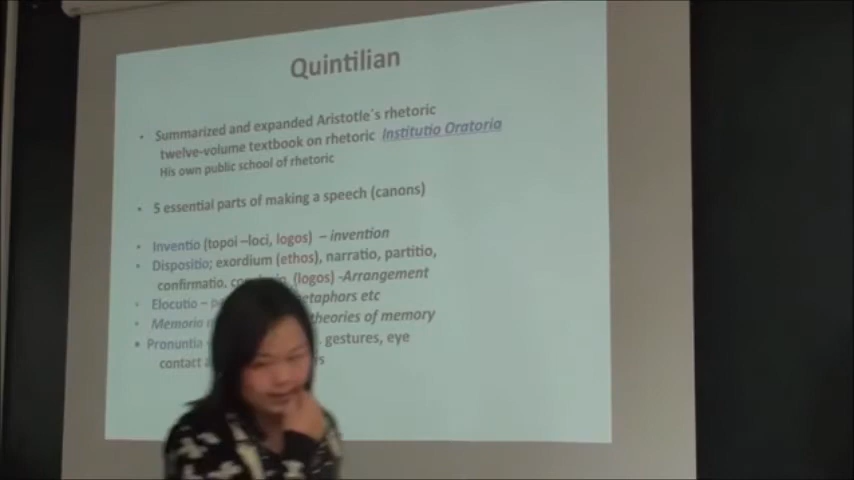 Quintilian
• Summarized and expanded Aristotle´s rhetoric
twelve-volume textbook on rhetoric Institutio Oratoria
His own public school of rhetoric
• 5 essential parts of making a speech (canons)
• Inventio (topoi –loci, logos) – invention
• Dispositio; exordium (ethos), narratio, partitio,
confirmatio, (logos) -Arrangement
• Elocutio – etc
• Memorio theories of memory
• Pronuntia gestures, eye
contact